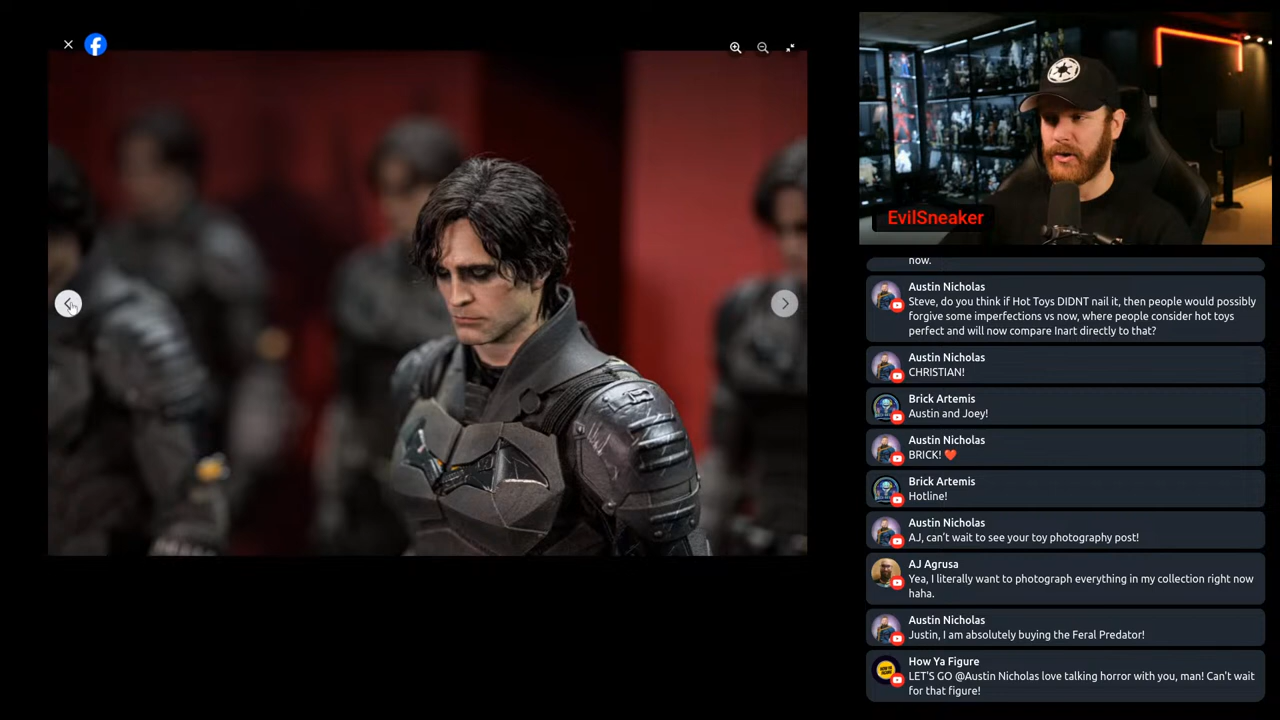 EvilSneaker
now.
Austin Nicholas
Steve, do you think if Hot Toys DIDNT nail it, then people would possibly
forgive some imperfections vs now, where people consider hot toys
perfect and will now compare Inart directly to that?
Austin Nicholas
CHRISTIAN!
Brick Artemis
Austin and Joey!
Austin Nicholas
BRICK! ❤️
Brick Artemis
Hotline!
Austin Nicholas
AJ, can't wait to see your toy photography post!
AJ Agrusa
Yea, I literally want to photograph everything in my collection right now
haha.
Austin Nicholas
Justin, I am absolutely buying the Feral Predator!
How Ya Figure
LET'S GO @Austin Nicholas love talking horror with you, man! Can't wait
for that figure!